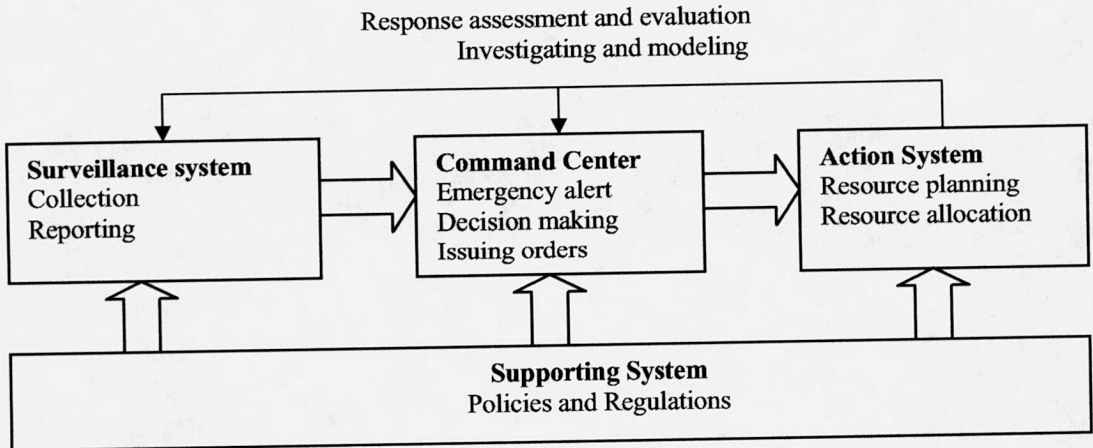 Response assessment and evaluation
Investigating and modeling
Surveillance system
Collection
Reporting
Command Center
Emergency alert
Decision making
Issuing orders
Action System
Resource planning
Resource allocation
Supporting System
Policies and Regulations